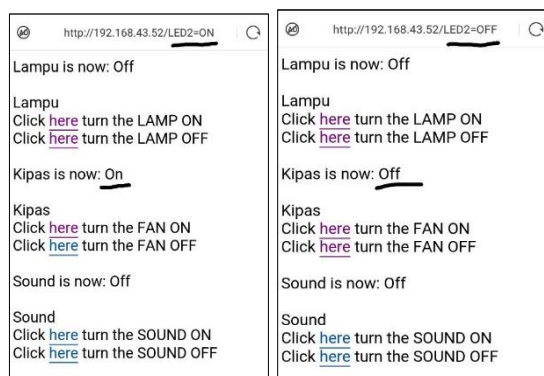 http://192.168.43.52/LED2=ON
Lampu is now: Off
Lampu
Click here turn the LAMP ON
Click here turn the LAMP OFF
Kipas is now: On
Kipas
Click here turn the FAN ON
Click here turn the FAN OFF
Sound is now: Off
Sound
Click here turn the SOUND ON
Click here turn the SOUND OFF
http://192.168.43.52/LED2=OFF
Lampu is now: Off
Lampu
Click here turn the LAMP ON
Click here turn the LAMP OFF
Kipas is now: Off
Kipas
Click here turn the FAN ON
Click here turn the FAN OFF
Sound is now: Off
Sound
Click here turn the SOUND ON
Click here turn the SOUND OFF